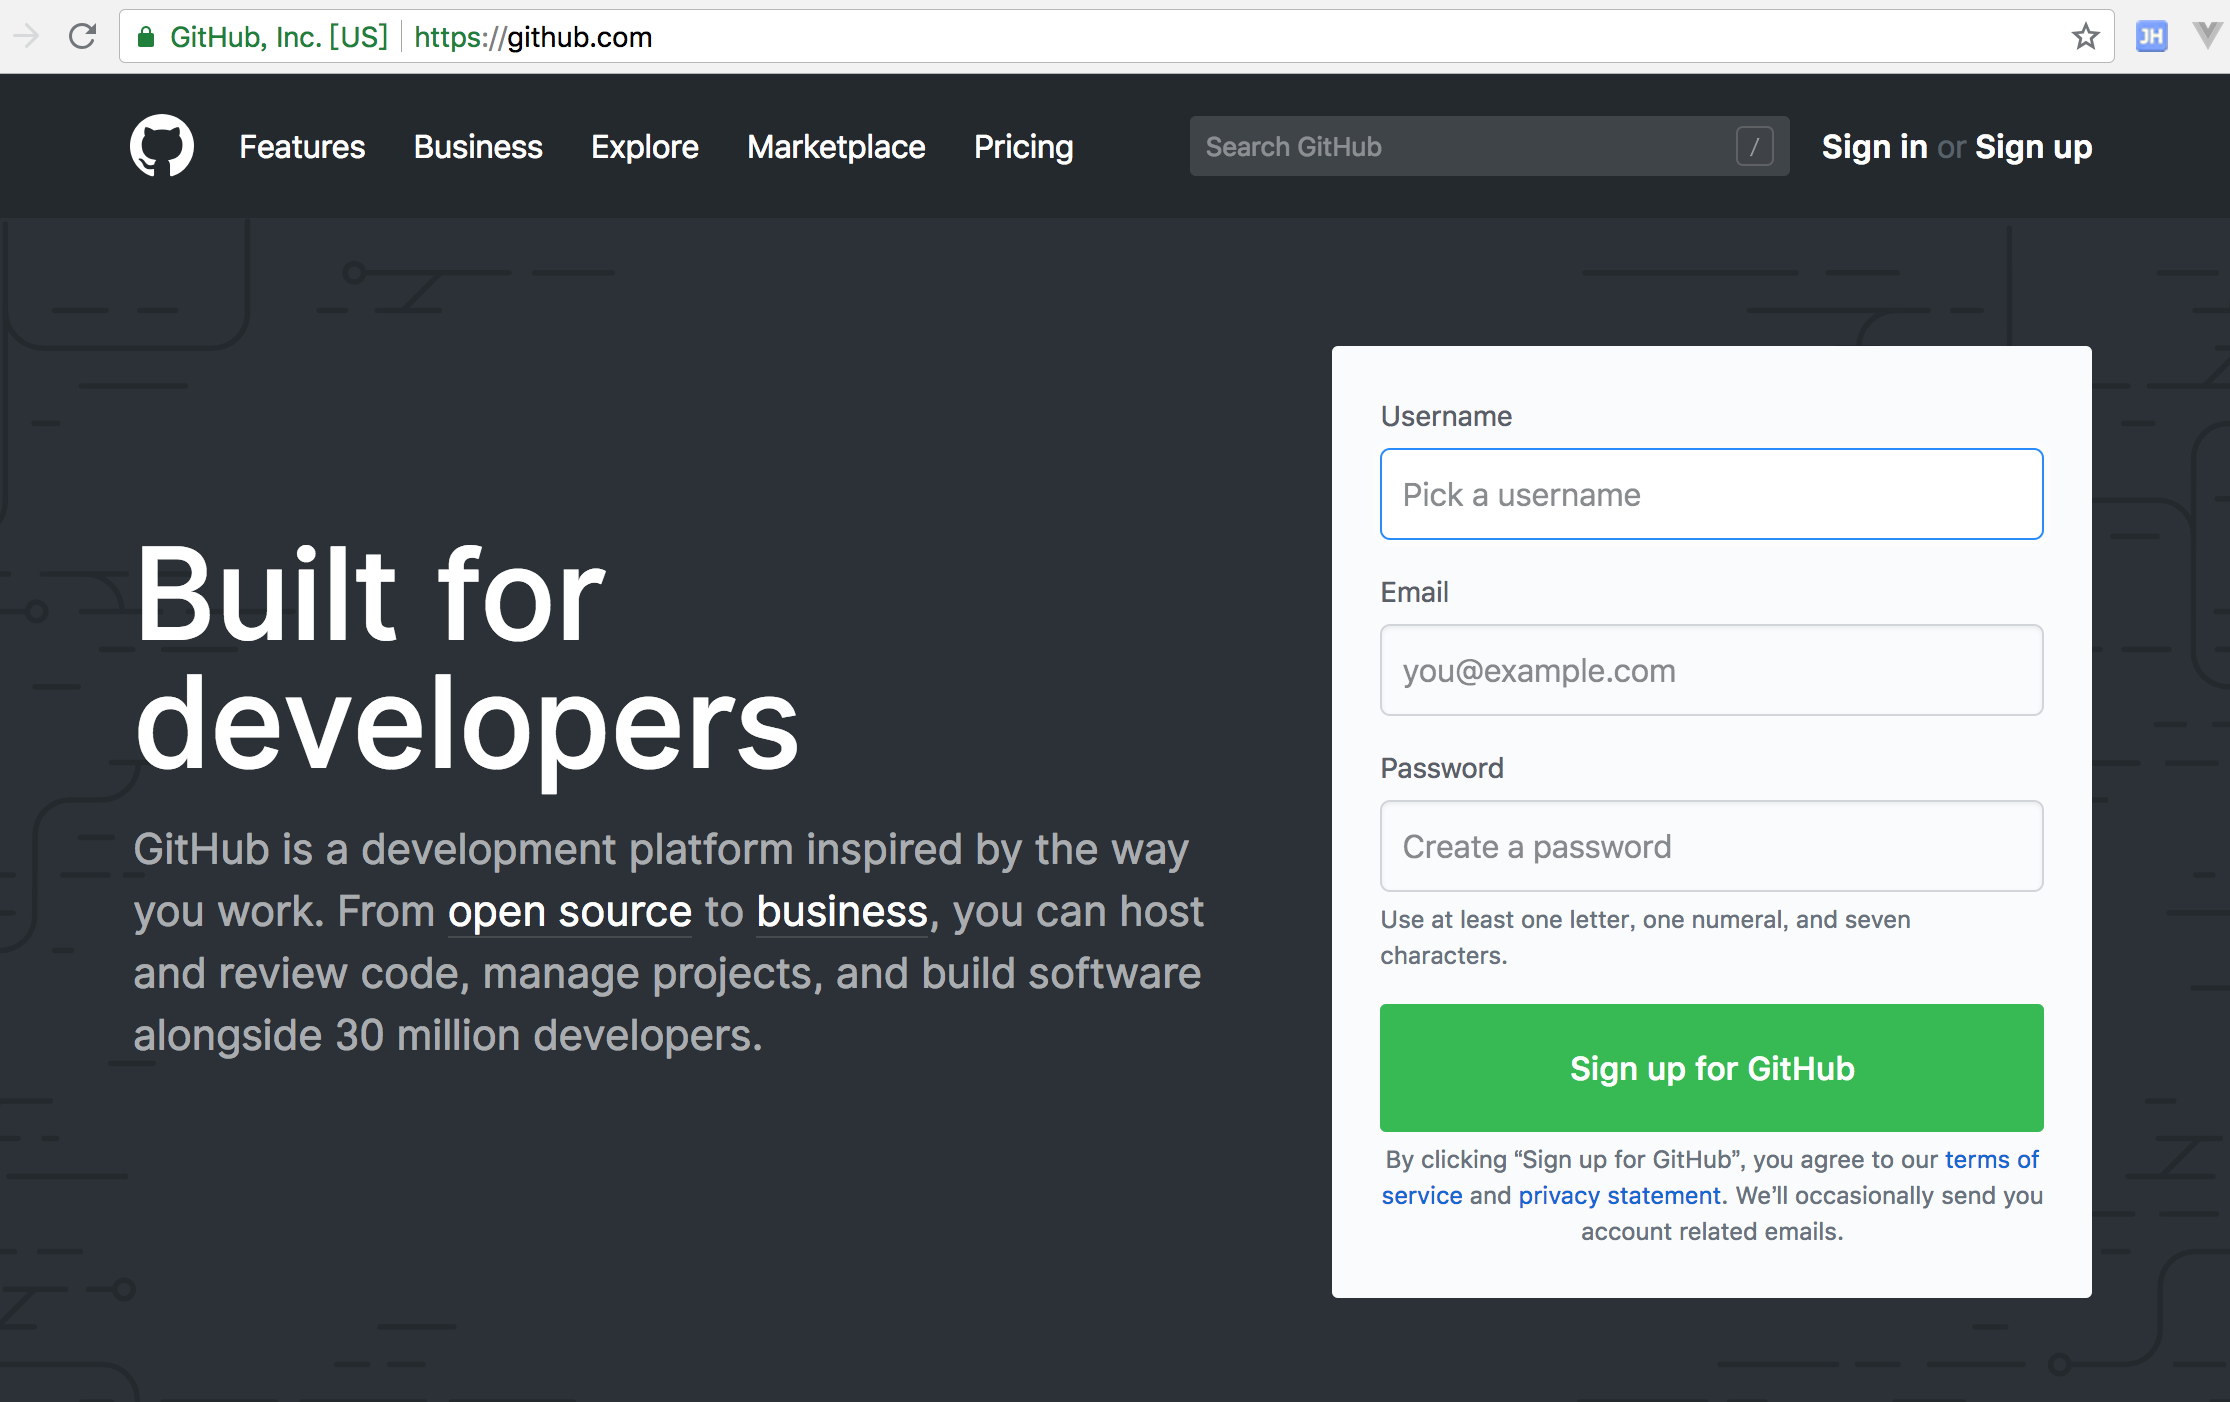 GitHub, Inc. [US] https://github.com JH
Features Business Explore Marketplace Pricing Search GitHub / Sign in or Sign up
Built for
developers
GitHub is a development platform inspired by the way
you work. From open source to business, you can host
and review code, manage projects, and build software
alongside 30 million developers.
Username
Pick a username
Email
you@example.com
Password
Create a password
Use at least one letter, one numeral, and seven
characters.
Sign up for GitHub
By clicking “Sign up for GitHub”, you agree to our terms of
service and privacy statement. We’ll occasionally send you
account related emails.